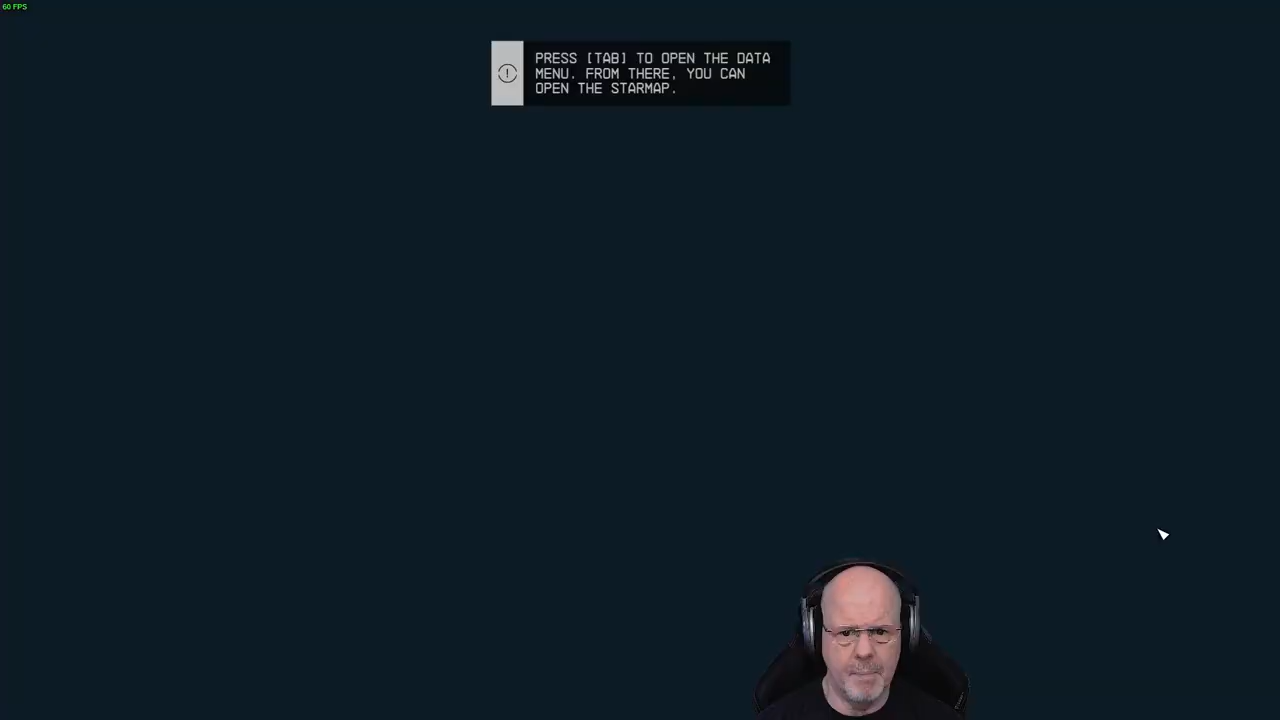 60 FPS
PRESS [TAB] TO OPEN THE DATA
MENU. FROM THERE, YOU CAN
OPEN THE STARMAP.